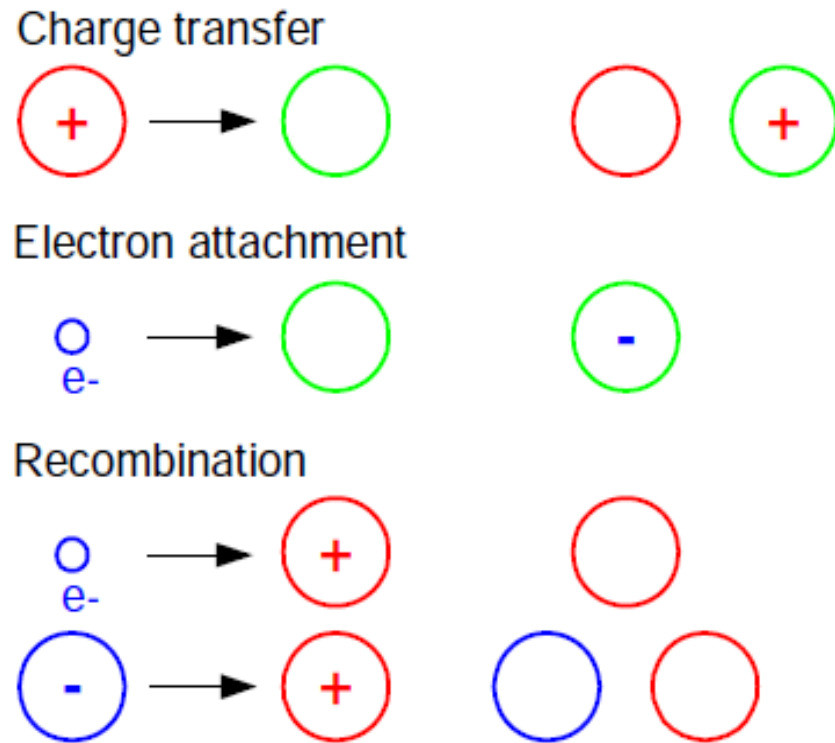 Charge transfer
+ +
Electron attachment
-
e-
Recombination
+
e-
- +